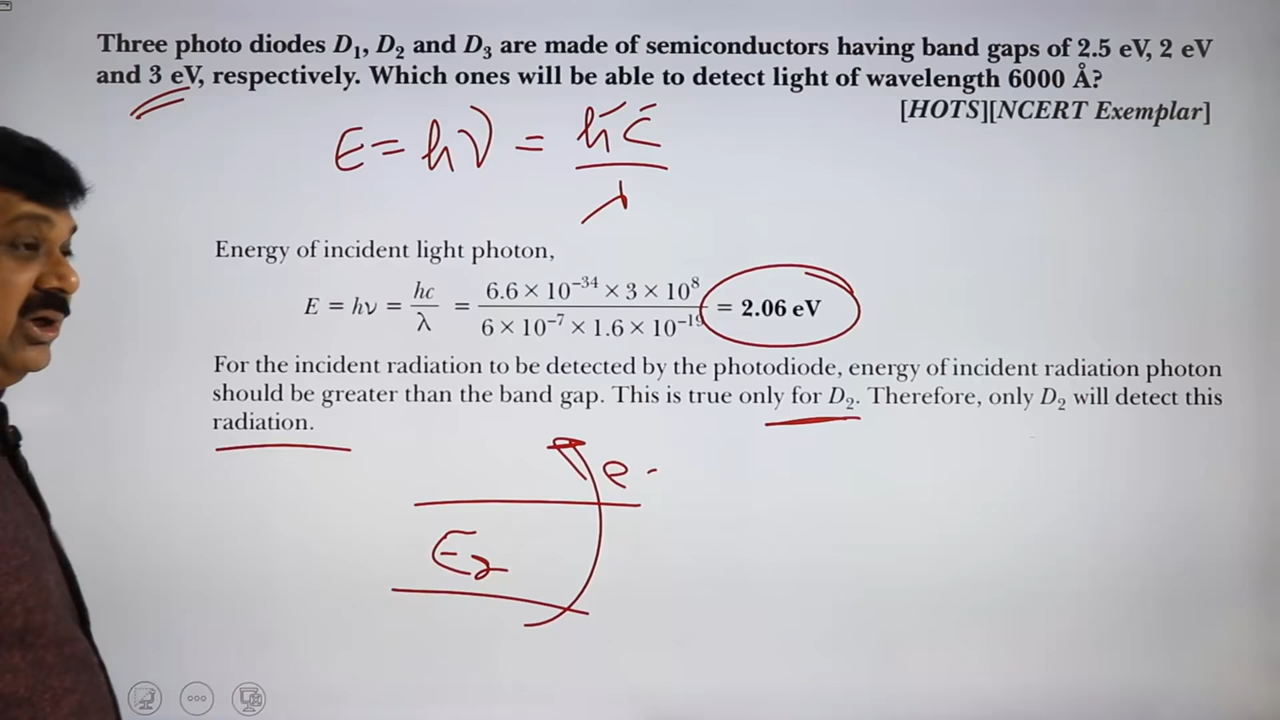 Three photo diodes D₁, D₂ and D₃ are made of semiconductors having band gaps of 2.5 eV, 2 eV
and 3 eV, respectively. Which ones will be able to detect light of wavelength 6000 Å?
[HOTS][NCERT Exemplar]
E = hν = hc / λ
Energy of incident light photon,
E = hν = hc / λ = 6.6 × 10⁻³⁴ × 3 × 10⁸ / 6 × 10⁻⁷ × 1.6 × 10⁻¹⁹ = 2.06 eV
For the incident radiation to be detected by the photodiode, energy of incident radiation photon
should be greater than the band gap. This is true only for D₂. Therefore, only D₂ will detect this
radiation.
e-